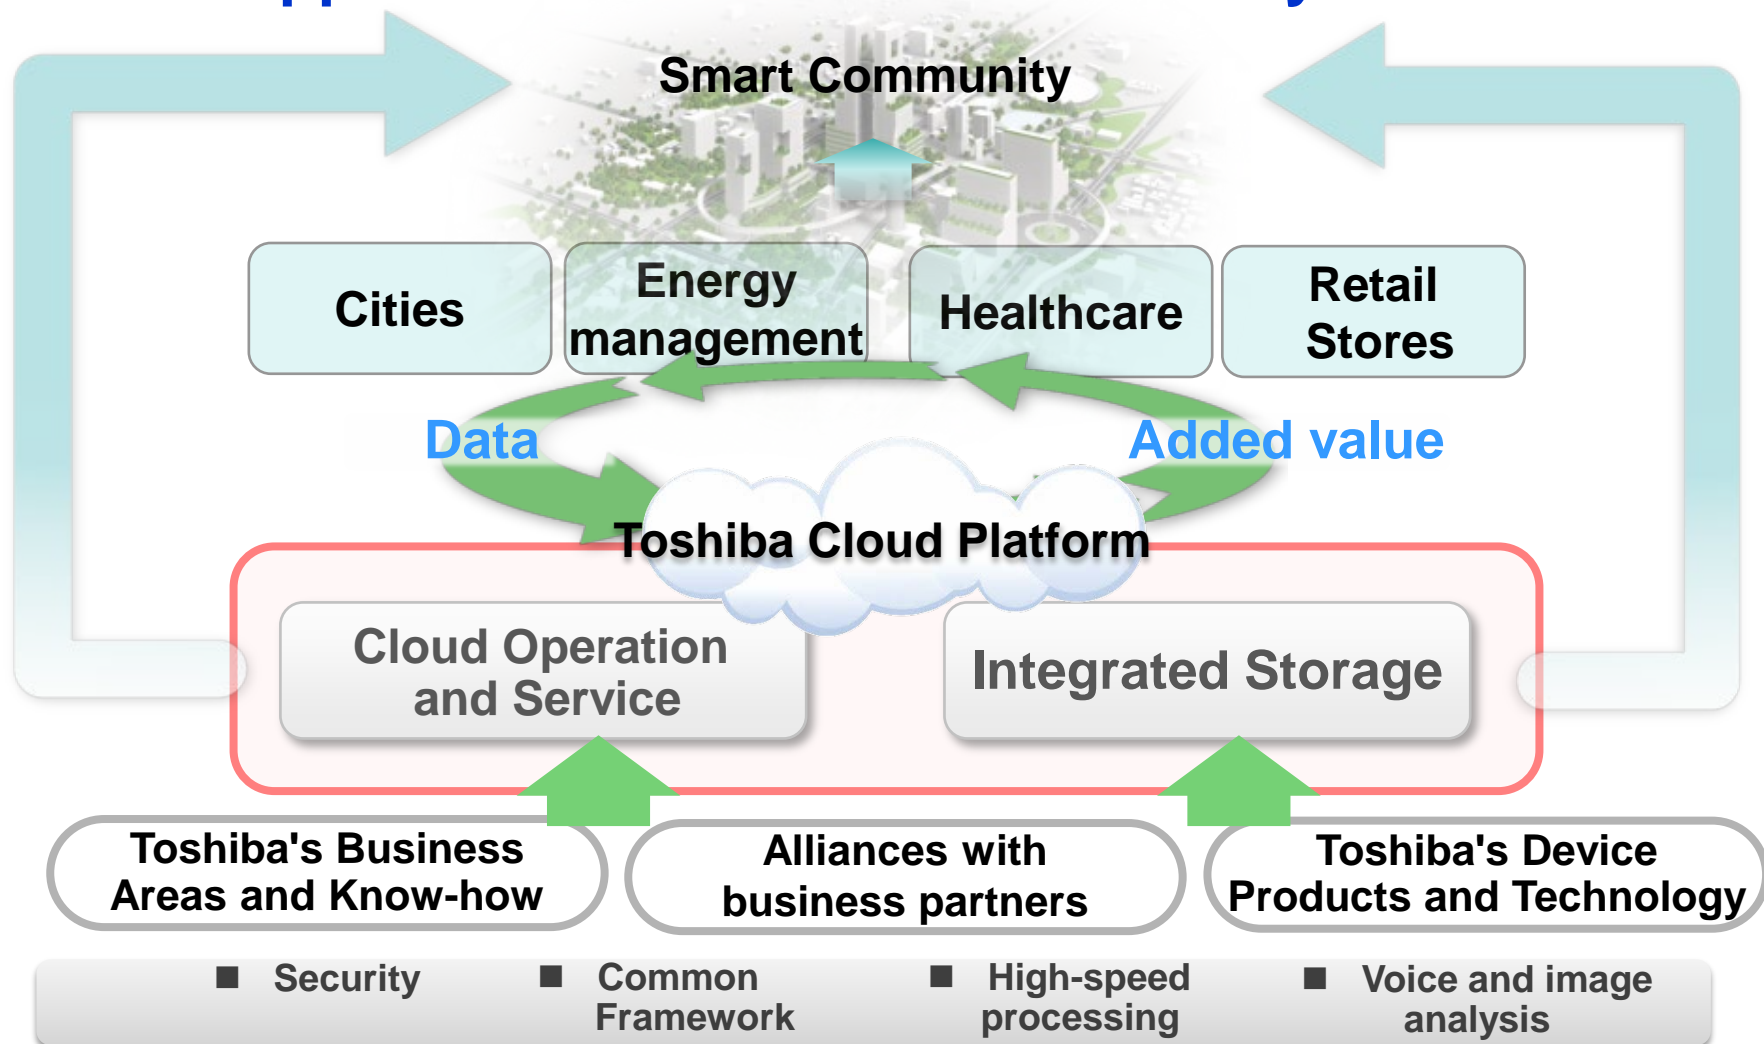 Smart Community
Cities
Energy
management
Healthcare
Retail
Stores
Data
Added value
Toshiba Cloud Platform
Cloud Operation
and Service
Integrated Storage
Toshiba's Business
Areas and Know-how
Alliances with
business partners
Toshiba's Device
Products and Technology
■ Security
■ Common
Framework
■ High-speed
processing
■ Voice and image
analysis